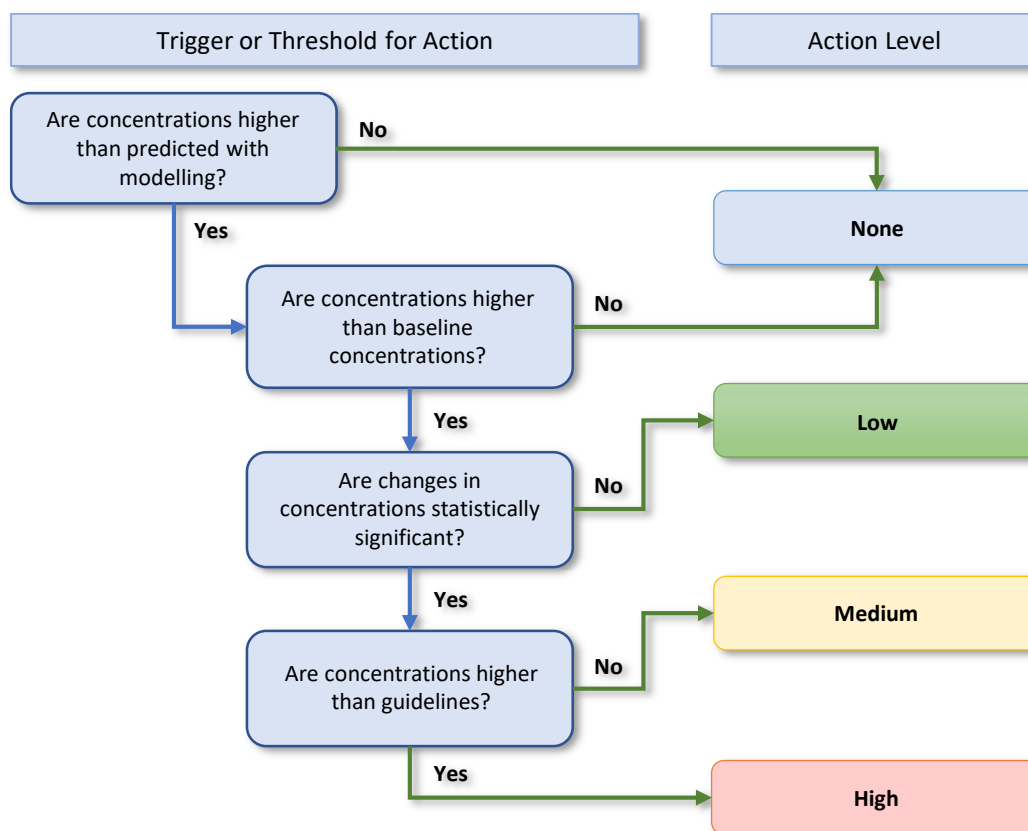 Trigger or Threshold for Action
Action Level
Are concentrations higher
than predicted with
modelling?
No
Yes
None
Are concentrations higher
than baseline
concentrations?
No
Yes
Low
Are changes in
concentrations statistically
significant?
No
Yes
Medium
Are concentrations higher
than guidelines?
No
Yes
High